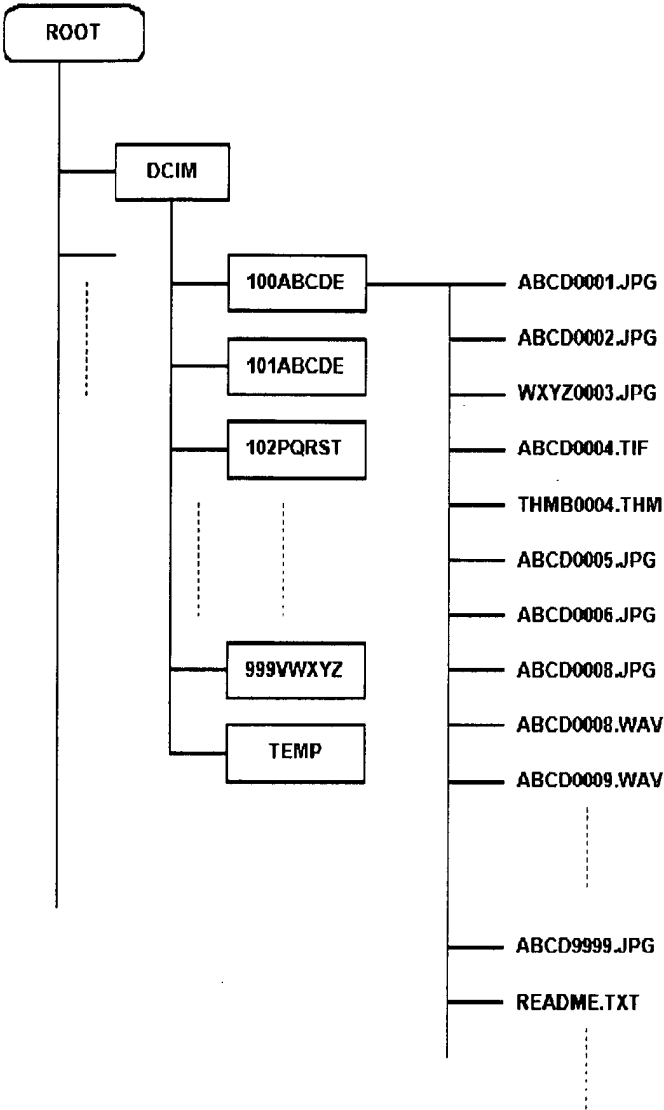 ROOT
DCIM
100ABCDE
101ABCDE
102PQRST
999VWXYZ
TEMP
ABCD0001.JPG
ABCD0002.JPG
WXYZ0003.JPG
ABCD0004.TIF
THMB0004.THM
ABCD0005.JPG
ABCD0006.JPG
ABCD0008.JPG
ABCD0008.WAV
ABCD0009.WAV
ABCD9999.JPG
README.TXT